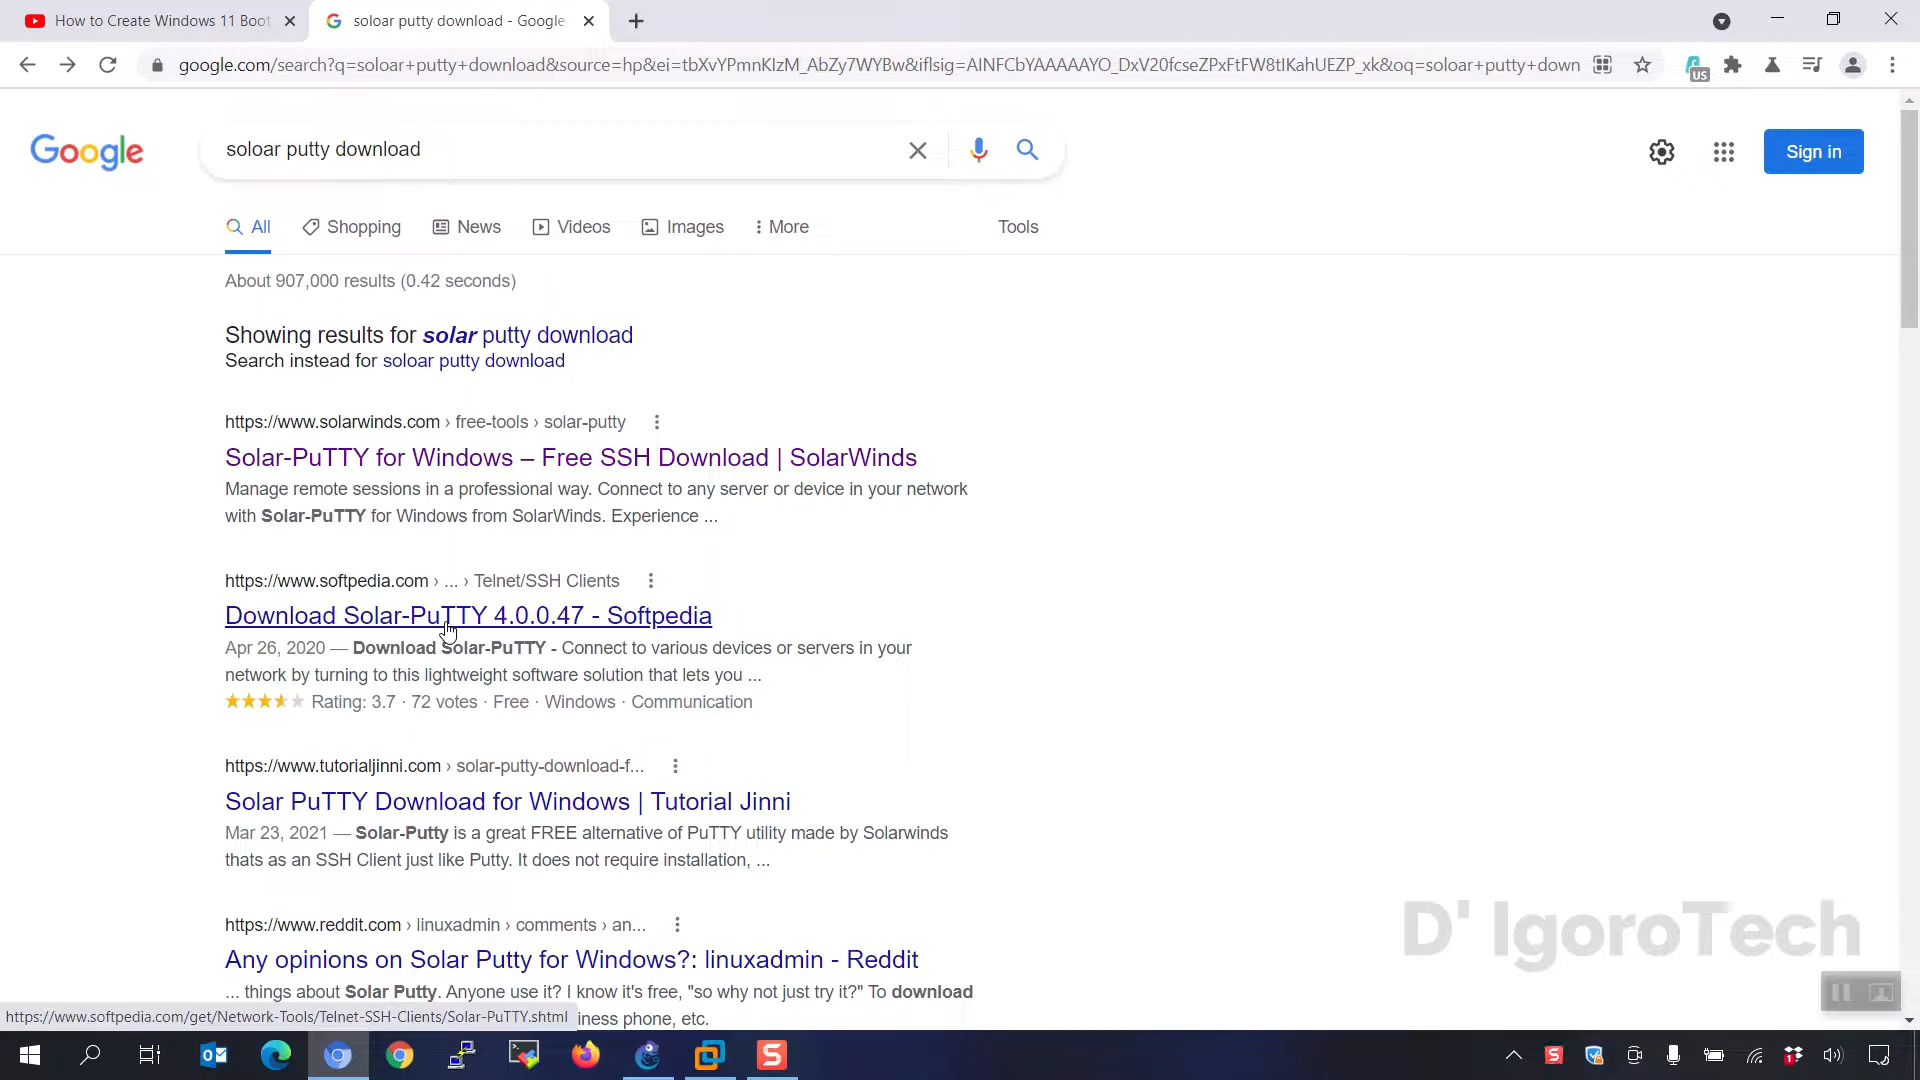 How to Create Windows 11 Boot
soloar putty download - Google
google.com/search?q=soloar+putty+download&source=hp&ei=tbXvYPmnKIzM_AbZy7WYBw&iflsig=AINFCbYAAAAAYO_DxV20fcseZPxFtFW8tIKahUEZP_xk&oq=soloar+putty+down
US
Google
soloar putty download
Sign in
All
Shopping
News
Videos
Images
More
Tools
About 907,000 results (0.42 seconds)
Showing results for solar putty download
Search instead for soloar putty download
https://www.solarwinds.com › free-tools › solar-putty
Solar-PuTTY for Windows – Free SSH Download | SolarWinds
Manage remote sessions in a professional way. Connect to any server or device in your network
with Solar-PuTTY for Windows from SolarWinds. Experience ...
https://www.softpedia.com › ... › Telnet/SSH Clients
Download Solar-PuTTY 4.0.0.47 - Softpedia
Apr 26, 2020 — Download Solar-PuTTY - Connect to various devices or servers in your
network by turning to this lightweight software solution that lets you ...
Rating: 3.7 · 72 votes · Free · Windows · Communication
https://www.tutorialjinni.com › solar-putty-download-f...
Solar PuTTY Download for Windows | Tutorial Jinni
Mar 23, 2021 — Solar-Putty is a great FREE alternative of PuTTY utility made by Solarwinds
thats as an SSH Client just like Putty. It does not require installation, ...
https://www.reddit.com › linuxadmin › comments › an...
Any opinions on Solar Putty for Windows?: linuxadmin - Reddit
... things about Solar Putty. Anyone use it? I know it's free, "so why not just try it?" To download
iness phone, etc.
https://www.softpedia.com/get/Network-Tools/Telnet-SSH-Clients/Solar-PuTTY.shtml
D' IgoroTech